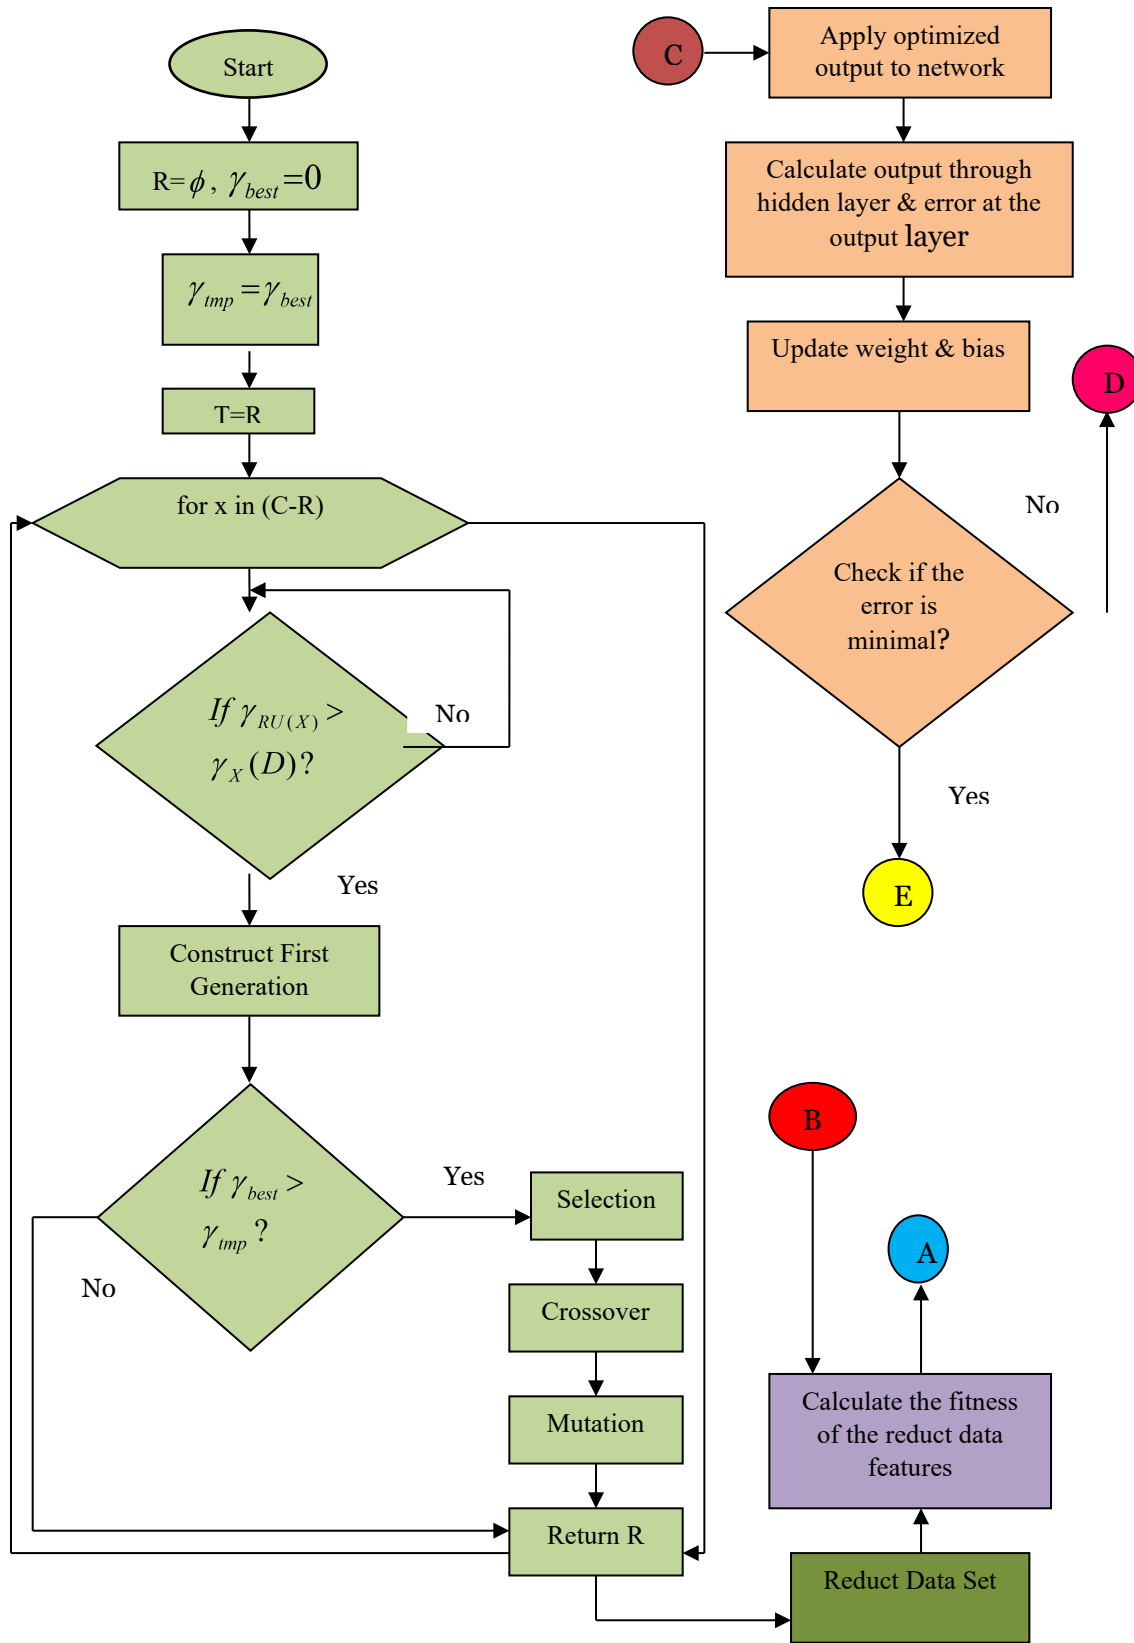 Start
R=ϕ, γbest=0
γtmp=γbest
T=R
for x in (C-R)
If γRU(X) >
γX(D)?
No
Yes
Construct First
Generation
If γbest >
γtmp ?
Yes
No
Selection
Crossover
Mutation
Return R
C
Apply optimized
output to network
Calculate output through
hidden layer & error at the
output layer
Update weight & bias
D
No
Check if the
error is
minimal?
Yes
E
B
A
Calculate the fitness
of the reduct data
features
Reduct Data Set